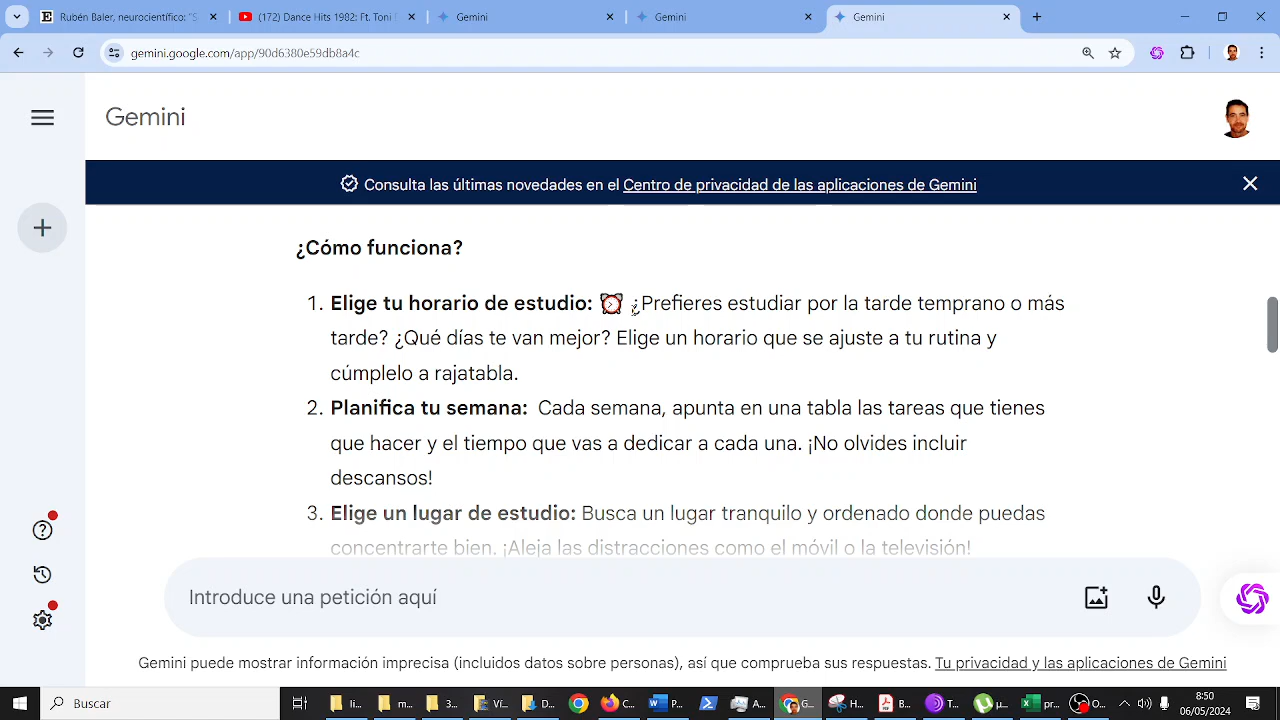 Rubén Baler, neurocientífico: "S
(172) Dance Hits 1982: Ft. Toni B
Gemini
Gemini
Gemini
gemini.google.com/app/90d6380e59db8a4c
Gemini
Consulta las últimas novedades en el Centro de privacidad de las aplicaciones de Gemini
¿Cómo funciona?
1. Elige tu horario de estudio: ⏰ ¿Prefieres estudiar por la tarde temprano o más
tarde? ¿Qué días te van mejor? Elige un horario que se ajuste a tu rutina y
cúmplelo a rajatabla.
2. Planifica tu semana: Cada semana, apunta en una tabla las tareas que tienes
que hacer y el tiempo que vas a dedicar a cada una. ¡No olvides incluir
descansos!
3. Elige un lugar de estudio: Busca un lugar tranquilo y ordenado donde puedas
concentrarte bien. ¡Aleja las distracciones como el móvil o la televisión!
Introduce una petición aquí
Gemini puede mostrar información imprecisa (incluidos datos sobre personas), así que comprueba sus respuestas. Tu privacidad y las aplicaciones de Gemini
Buscar
li...
m...
3...
Vi...
D...
C...
P...
A...
G...
H...
B...
T...
µ...
pr...
O...
8:50
06/05/2024